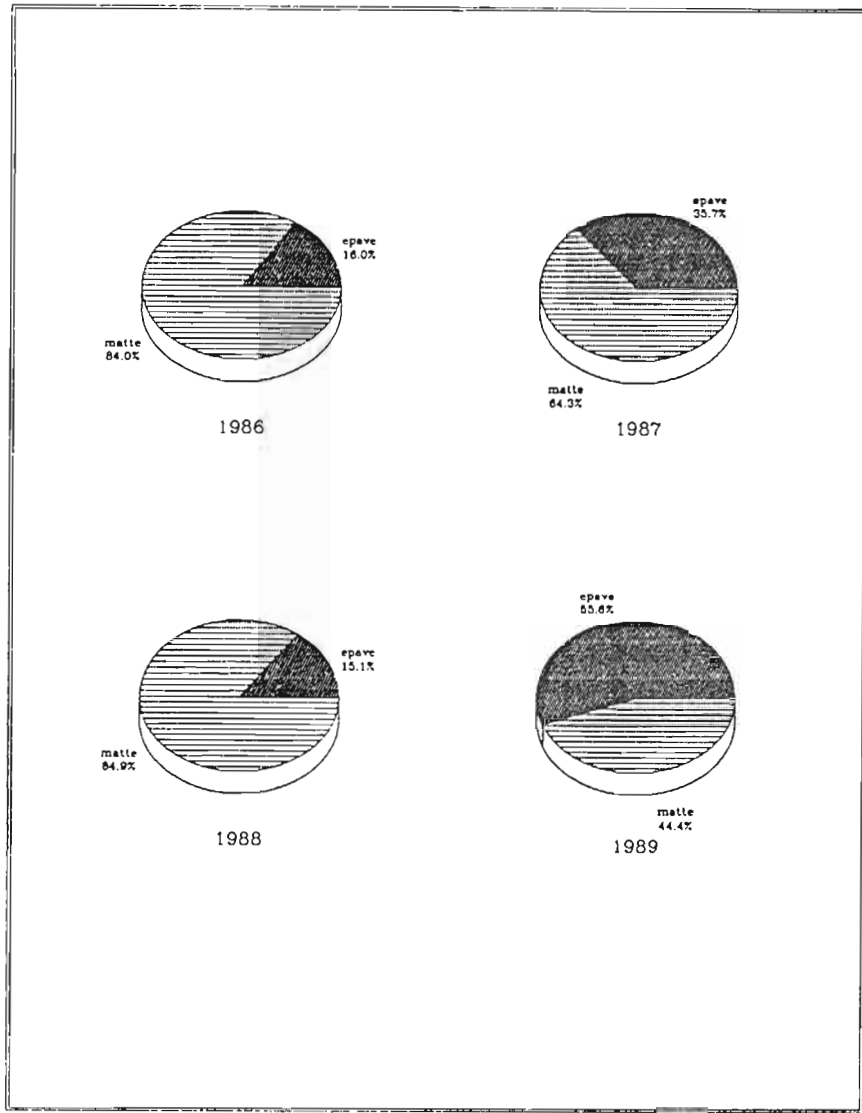 epave
16.0%
matte
84.0%
1986
epave
35.7%
matte
64.3%
1987
epave
15.1%
matte
84.9%
1988
epave
55.6%
matte
44.4%
1989